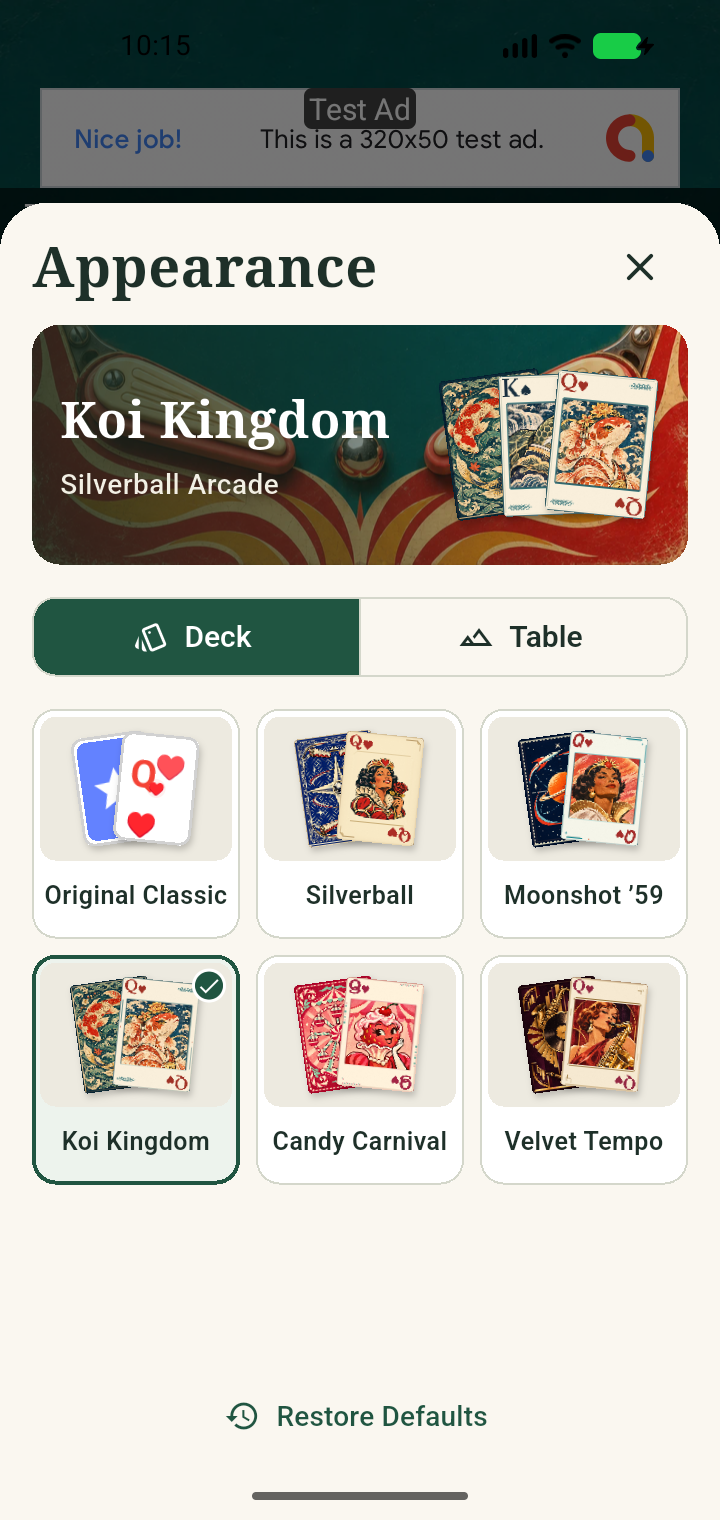 10:15
Test Ad
Nice job!
This is a 320x50 test ad.
Appearance
Koi Kingdom
Silverball Arcade
K
Q
Q
Deck
Table
Q
Q
Q
Q
Q
Original Classic
Silverball
Moonshot ’59
Q
Q
Q
Q
Q
Q
Koi Kingdom
Candy Carnival
Velvet Tempo
Restore Defaults